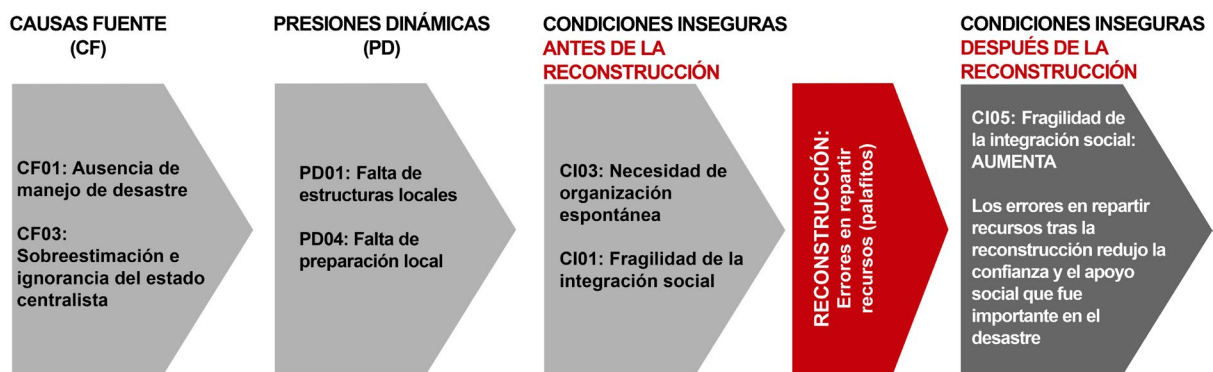 CAUSAS FUENTE
(CF)
CF01: Ausencia de
manejo de desastre
CF03:
Sobreestimación e
ignorancia del estado
centralista
PRESIONES DINÁMICAS
(PD)
PD01: Falta de
estructuras locales
PD04: Falta de
preparación local
CONDICIONES INSEGURAS
ANTES DE LA
RECONSTRUCCIÓN
CI03: Necesidad de
organización
espontánea
CI01: Fragilidad de la
integración social
RECONSTRUCCIÓN:
Errores en repartir
recursos (palafitos)
CONDICIONES INSEGURAS
DESPUÉS DE LA
RECONSTRUCCIÓN
CI05: Fragilidad de
la integración social:
AUMENTA
Los errores en repartir
recursos tras la
reconstrucción redujo la
confianza y el apoyo
social que fue
importante en el
desastre